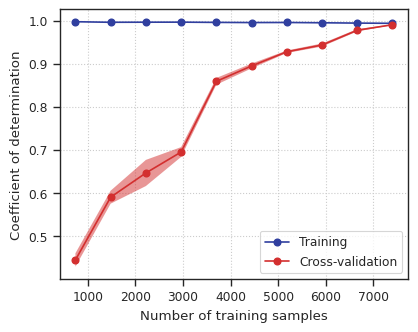 1.0
0.9
0.8
0.7
0.6
0.5
Coefficient of determination
Training
Cross-validation
1000 2000 3000 4000 5000 6000 7000
Number of training samples